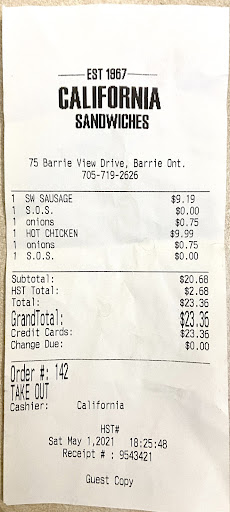 EST 1967
CALIFORNIA
SANDWICHES
75 Barrie View Drive, Barrie Ont.
705-719-2626
1 SW SAUSAGE $9.19
1 S.O.S. $0.00
1 onions $0.75
1 HOT CHICKEN $9.99
1 onions $0.75
1 S.O.S. $0.00
Subtotal: $20.68
HST Total: $2.68
Total: $23.36
GrandTotal: $23.36
Credit Cards: $23.36
Change Due: $0.00
Order #: 142
TAKE OUT
Cashier: California
HST#
Sat May 1,2021 18:25:48
Receipt # : 9543421
Guest Copy